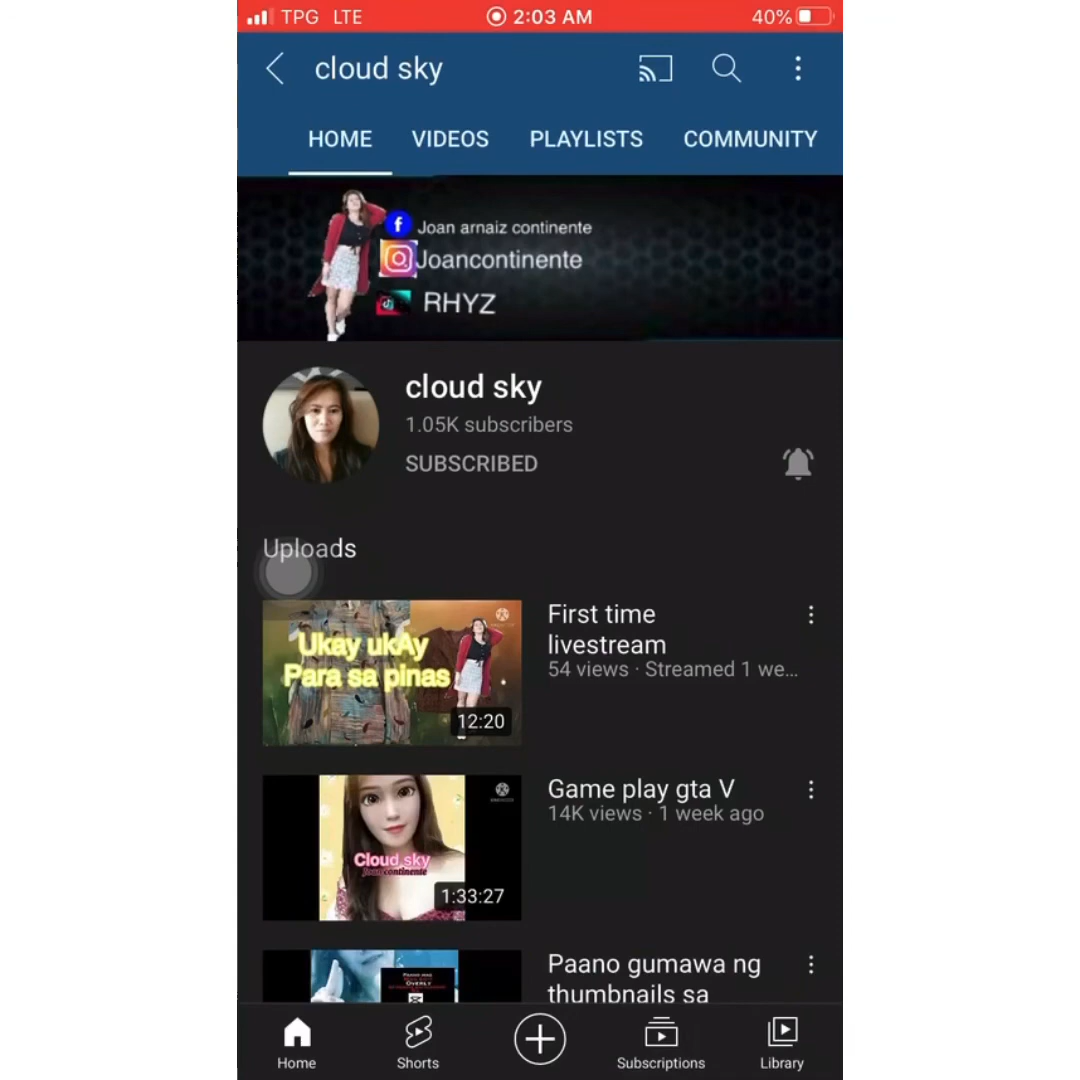 TPG LTE 2:03 AM 40%
cloud sky
HOME VIDEOS PLAYLISTS COMMUNITY
f Joan arnaiz continente
Joancontinente
RHYZ
cloud sky
1.05K subscribers
SUBSCRIBED
Uploads
Ukay ukAy
Para sa pinas
12:20
First time
livestream
54 views · Streamed 1 we...
Cloud sky
Joan continente
1:33:27
Game play gta V
14K views · 1 week ago
Paano gumawa ng
thumbnails sa
Home Shorts Subscriptions Library